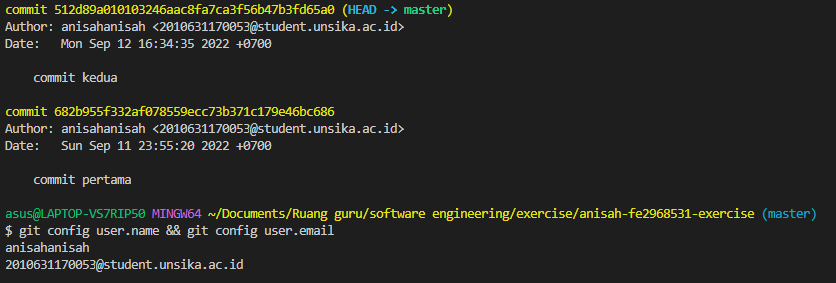 commit 512d89a010103246aac8fa7ca3f56b47b3fd65a0 (HEAD -> master)
Author: anisahanisah <2010631170053@student.unsika.ac.id>
Date:   Mon Sep 12 16:34:35 2022 +0700
commit kedua
commit 682b955f332af078559ecc73b371c179e46bc686
Author: anisahanisah <2010631170053@student.unsika.ac.id>
Date:   Sun Sep 11 23:55:20 2022 +0700
commit pertama
asus@LAPTOP-VS7RIP50 MINGW64 ~/Documents/Ruang guru/software engineering/exercise/anisah-fe2968531-exercise (master)
$ git config user.name && git config user.email
anisahanisah
2010631170053@student.unsika.ac.id